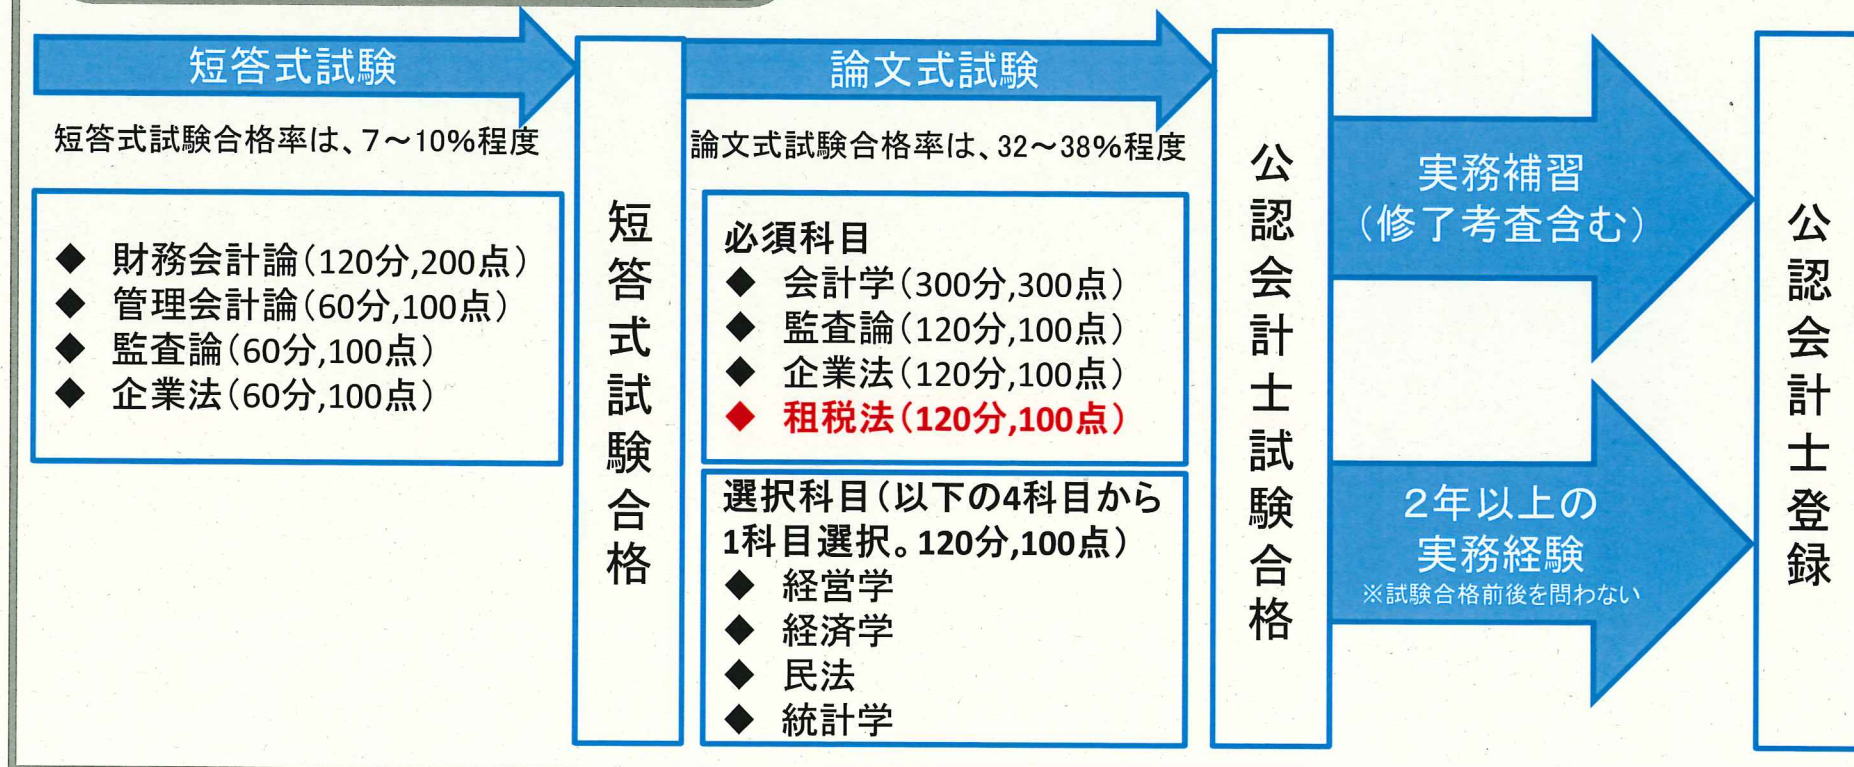 短答式試験
短答式試験合格率は、7～10%程度
◆ 財務会計論(120分,200点)
◆ 管理会計論(60分,100点)
◆ 監査論(60分,100点)
◆ 企業法(60分,100点)
短答式試験合格
論文式試験
論文式試験合格率は、32～38%程度
必須科目
◆ 会計学(300分,300点)
◆ 監査論(120分,100点)
◆ 企業法(120分,100点)
◆ 租税法(120分,100点)
選択科目(以下の4科目から
1科目選択。120分,100点)
◆ 経営学
◆ 経済学
◆ 民法
◆ 統計学
公認会計士試験合格
実務補習
(修了考査含む)
2年以上の
実務経験
※試験合格前後を問わない
公認会計士登録